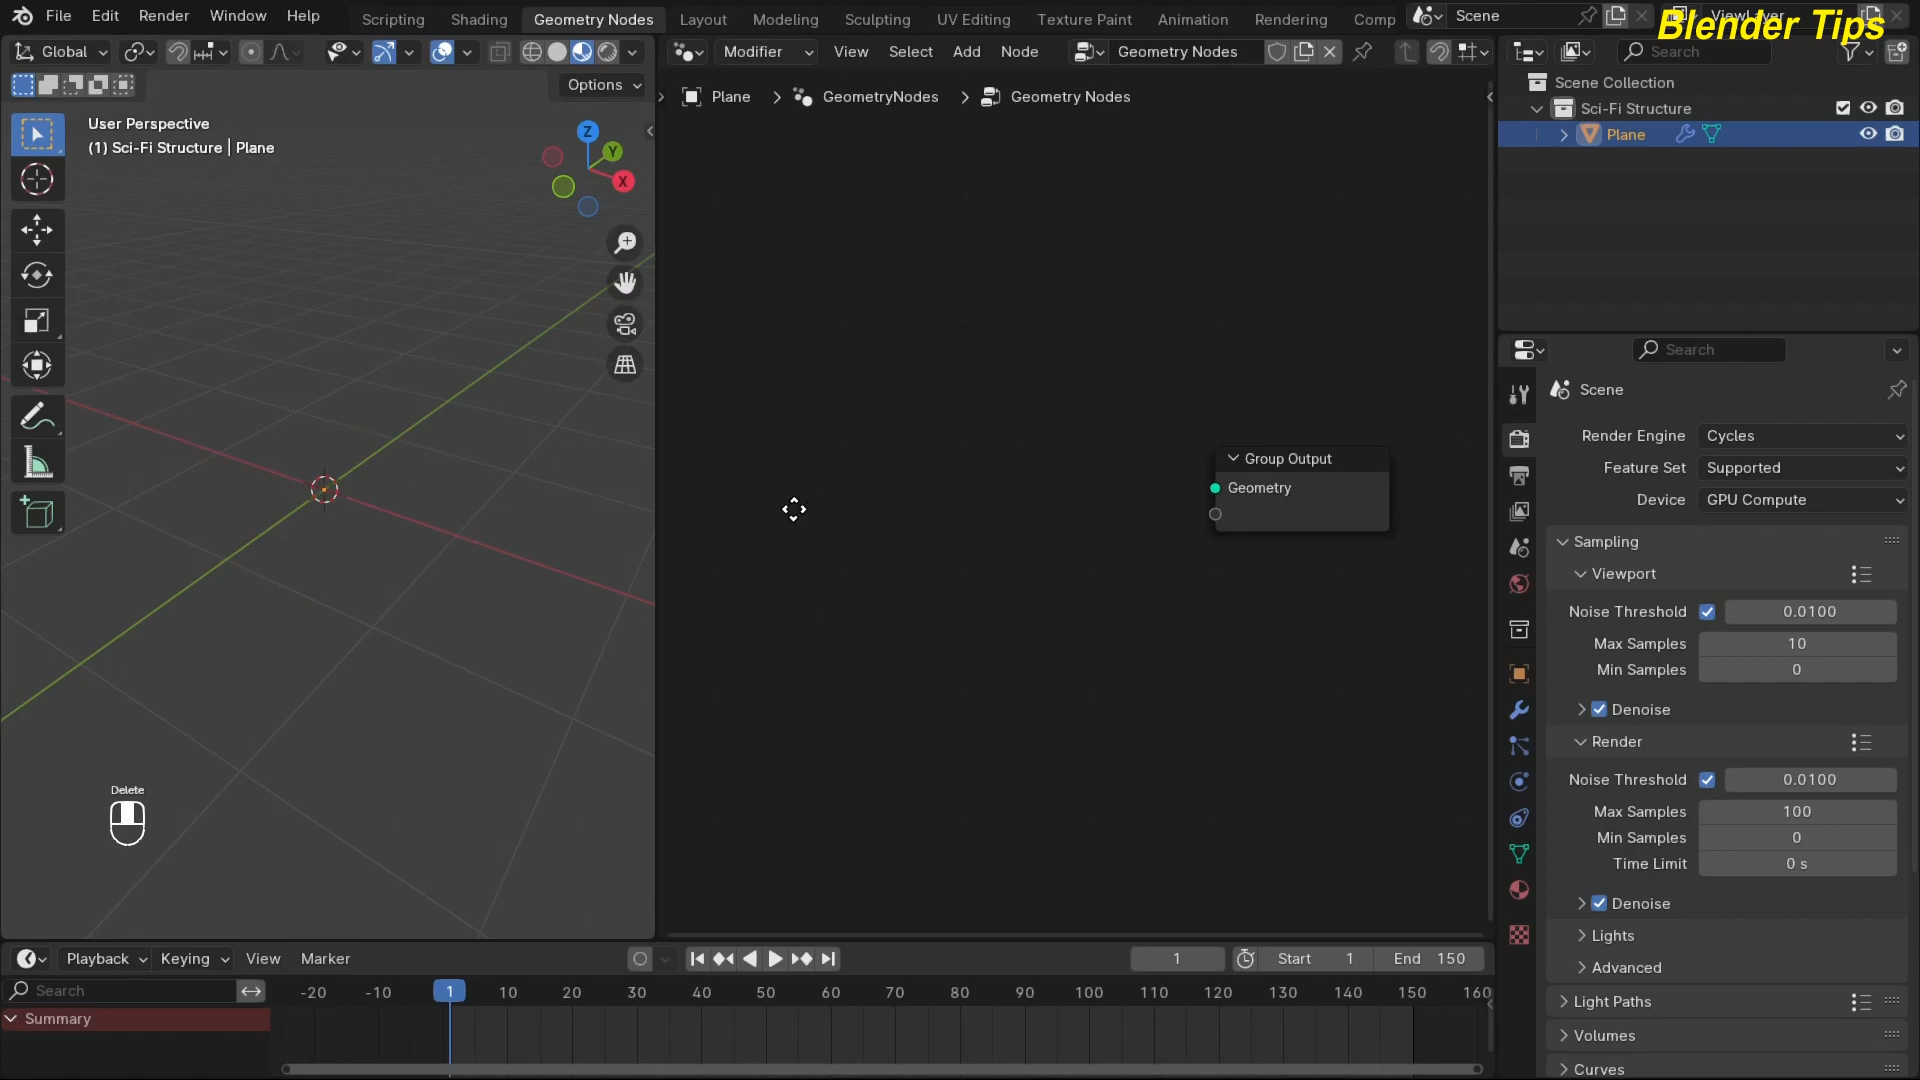 File Edit Render Window Help Scripting Shading Geometry Nodes Layout Modeling Sculpting UV Editing Texture Paint Animation Rendering Comp Scene ViewLayer
Blender Tips
Global Modifier View Select Add Node Geometry Nodes Search
Options
Plane GeometryNodes Geometry Nodes
Scene Collection
Sci-Fi Structure
Plane
User Perspective
(1) Sci-Fi Structure | Plane
Z
Y
X
Group Output
Geometry
Delete
Search
Scene
Render Engine Cycles
Feature Set Supported
Device GPU Compute
Sampling
Viewport
Noise Threshold 0.0100
Max Samples 10
Min Samples 0
Denoise
Render
Noise Threshold 0.0100
Max Samples 100
Min Samples 0
Time Limit 0 s
Denoise
Lights
Advanced
Light Paths
Volumes
Curves
Playback Keying View Marker 1 Start 1 End 150
Search -20 -10 1 10 20 30 40 50 60 70 80 90 100 110 120 130 140 150 160
Summary